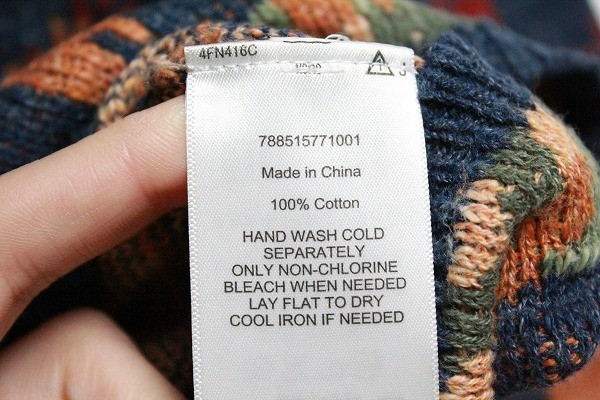 4FN416C
788515771001
Made in China
100% Cotton
HAND WASH COLD
SEPARATELY
ONLY NON-CHLORINE
BLEACH WHEN NEEDED
LAY FLAT TO DRY
COOL IRON IF NEEDED